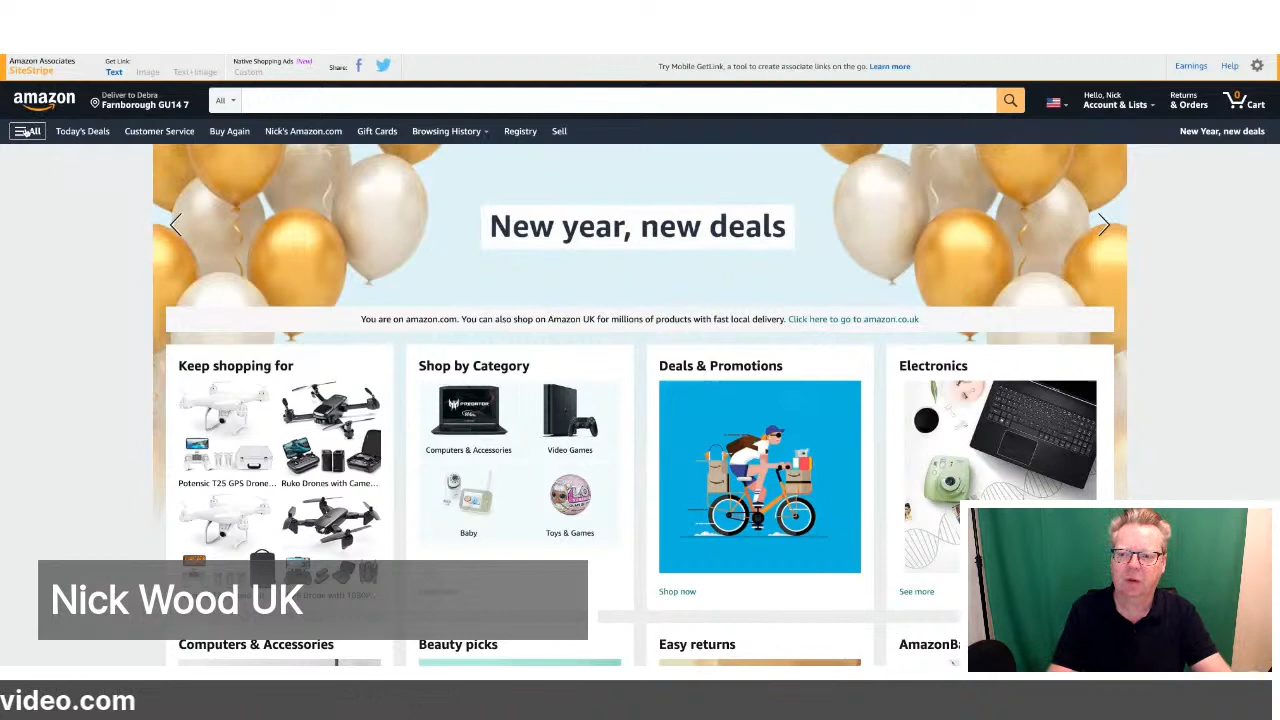 Amazon Associates Get Link: Native Shopping Ads (New) Share: Try Mobile GetLink, a tool to create associate links on the go. Learn more Earnings Help
SiteStripe Text Image Text+Image Custom
amazon Deliver to Debra All Hello, Nick Returns 0
Farnborough GU14 7 Account & Lists & Orders Cart
All Today's Deals Customer Service Buy Again Nick's Amazon.com Gift Cards Browsing History Registry Sell New Year, new deals
New year, new deals
You are on amazon.com. You can also shop on Amazon UK for millions of products with fast local delivery. Click here to go to amazon.co.uk
Keep shopping for Shop by Category Deals & Promotions Electronics
PREDATOR
Computers & Accessories Video Games
Potensic T25 GPS Drone... Ruko Drones with Came...
Baby Toys & Games
Shop now See more
Nick Wood UK
Computers & Accessories Beauty picks Easy returns AmazonBa
video.com